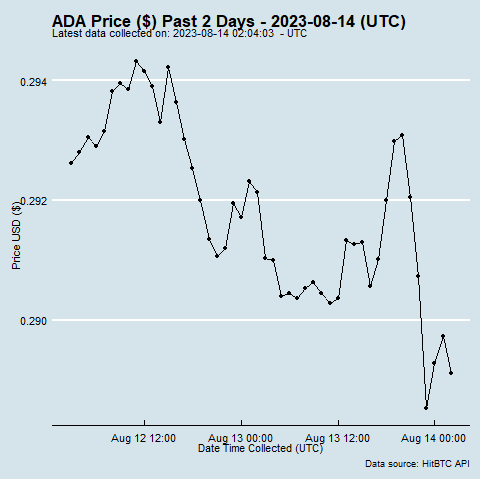 ADA Price ($) Past 2 Days - 2023-08-14 (UTC)
Latest data collected on: 2023-08-14 02:04:03  - UTC
0.294
0.292
0.290
Price USD ($)
Aug 12 12:00
Aug 13 00:00
Aug 13 12:00
Aug 14 00:00
Date Time Collected (UTC)
Data source: HitBTC API